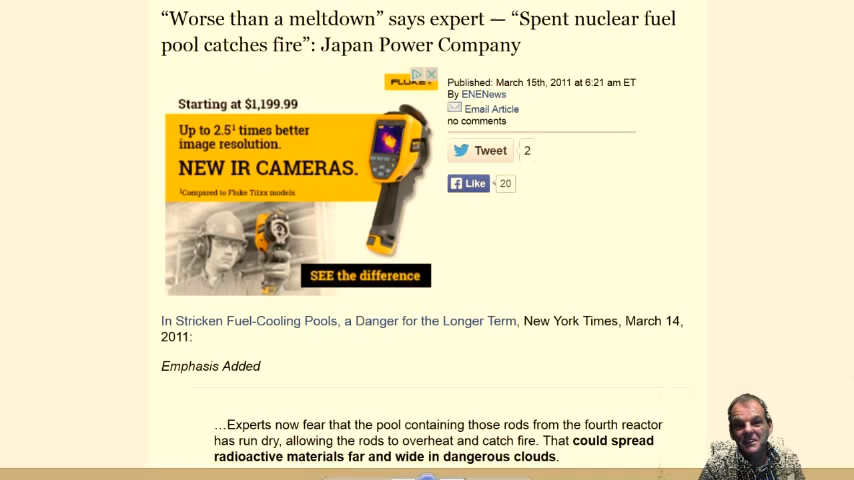 “Worse than a meltdown” says expert — “Spent nuclear fuel
pool catches fire”: Japan Power Company
FLUKE
Published: March 15th, 2011 at 6:21 am ET
By ENENews
Email Article
no comments
Tweet 2
Like 20
Starting at $1,199.99
Up to 2.5¹ times better
image resolution.
NEW IR CAMERAS.
¹Compared to Fluke Tiixx models.
SEE the difference
In Stricken Fuel-Cooling Pools, a Danger for the Longer Term, New York Times, March 14,
2011:
Emphasis Added
…Experts now fear that the pool containing those rods from the fourth reactor
has run dry, allowing the rods to overheat and catch fire. That could spread
radioactive materials far and wide in dangerous clouds.